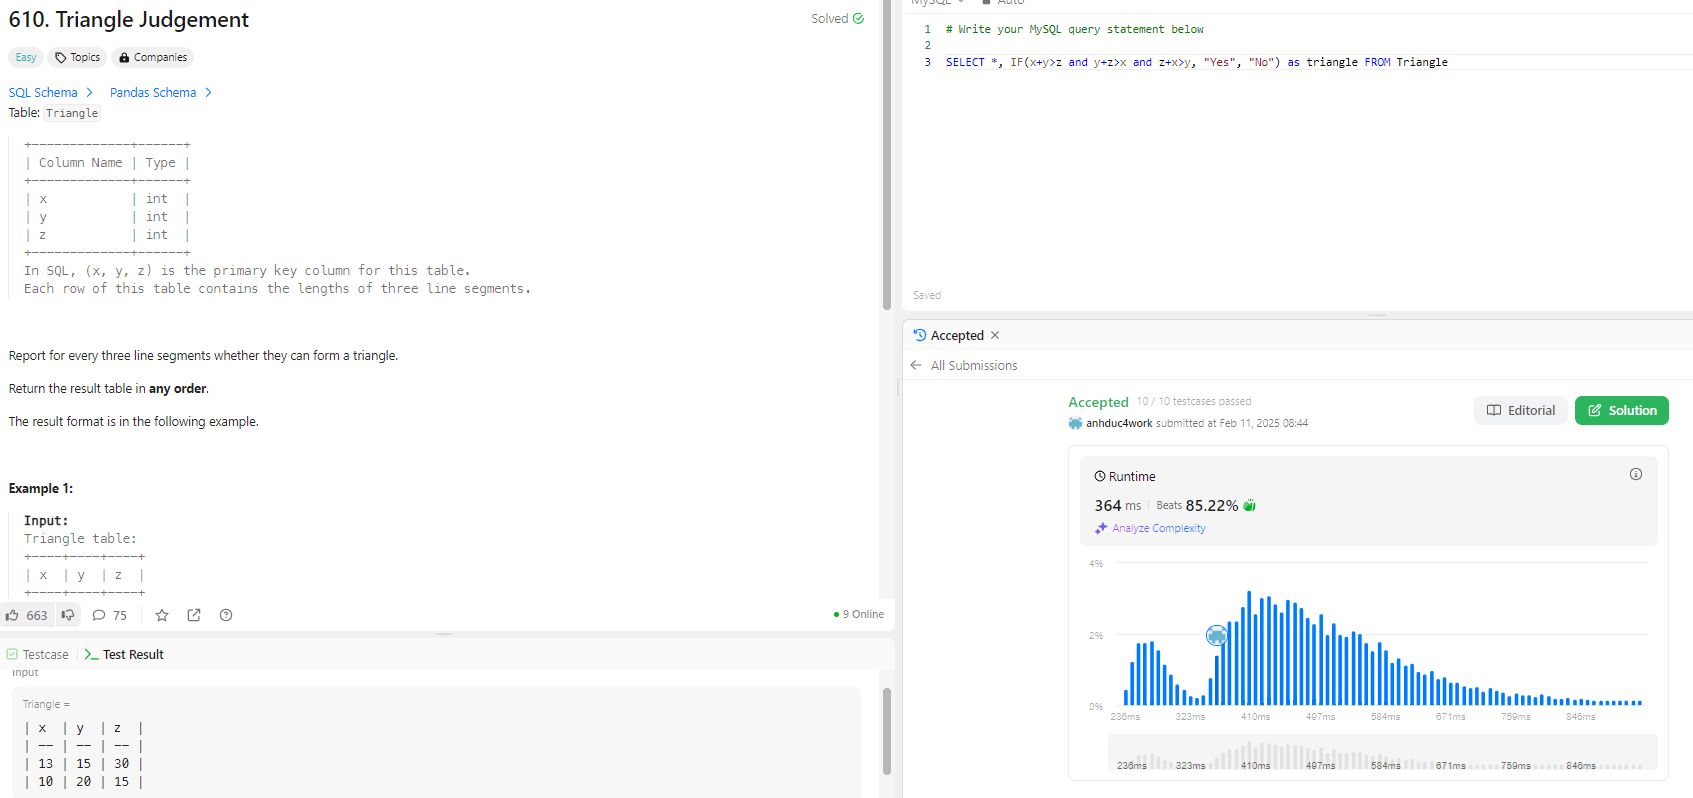 610. Triangle Judgement
Solved
Easy Topics Companies
SQL Schema > Pandas Schema >
Table: Triangle
+-------------+------+
| Column Name | Type |
+-------------+------+
| x | int |
| y | int |
| z | int |
+-------------+------+
In SQL, (x, y, z) is the primary key column for this table.
Each row of this table contains the lengths of three line segments.
Report for every three line segments whether they can form a triangle.
Return the result table in any order.
The result format is in the following example.
Example 1:
Input:
Triangle table:
+----+----+----+
| x | y | z |
+----+----+----+
663 75
9 Online
Testcase Test Result
Input
Triangle =
| x | y | z |
| -- | -- | -- |
| 13 | 15 | 30 |
| 10 | 20 | 15 |
MySQL Auto
1 # Write your MySQL query statement below
2
3 SELECT *, IF(x+y>z and y+z>x and z+x>y, "Yes", "No") as triangle FROM Triangle
Saved
Accepted
All Submissions
Accepted 10 / 10 testcases passed
anhduc4work submitted at Feb 11, 2025 08:44
Editorial
Solution
Runtime
364 ms Beats 85.22%
Analyze Complexity
4%
2%
0%
236ms 323ms 410ms 497ms 584ms 671ms 759ms 846ms
236ms 323ms 410ms 497ms 584ms 671ms 759ms 846ms